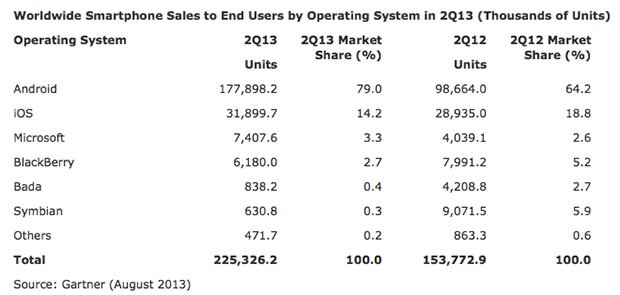 Worldwide Smartphone Sales to End Users by Operating System in 2Q13 (Thousands of Units)
Operating System 2Q13 2Q13 Market 2Q12 2Q12 Market
Units Share (%) Units Share (%)
Android 177,898.2 79.0 98,664.0 64.2
iOS 31,899.7 14.2 28,935.0 18.8
Microsoft 7,407.6 3.3 4,039.1 2.6
BlackBerry 6,180.0 2.7 7,991.2 5.2
Bada 838.2 0.4 4,208.8 2.7
Symbian 630.8 0.3 9,071.5 5.9
Others 471.7 0.2 863.3 0.6
Total 225,326.2 100.0 153,772.9 100.0
Source: Gartner (August 2013)